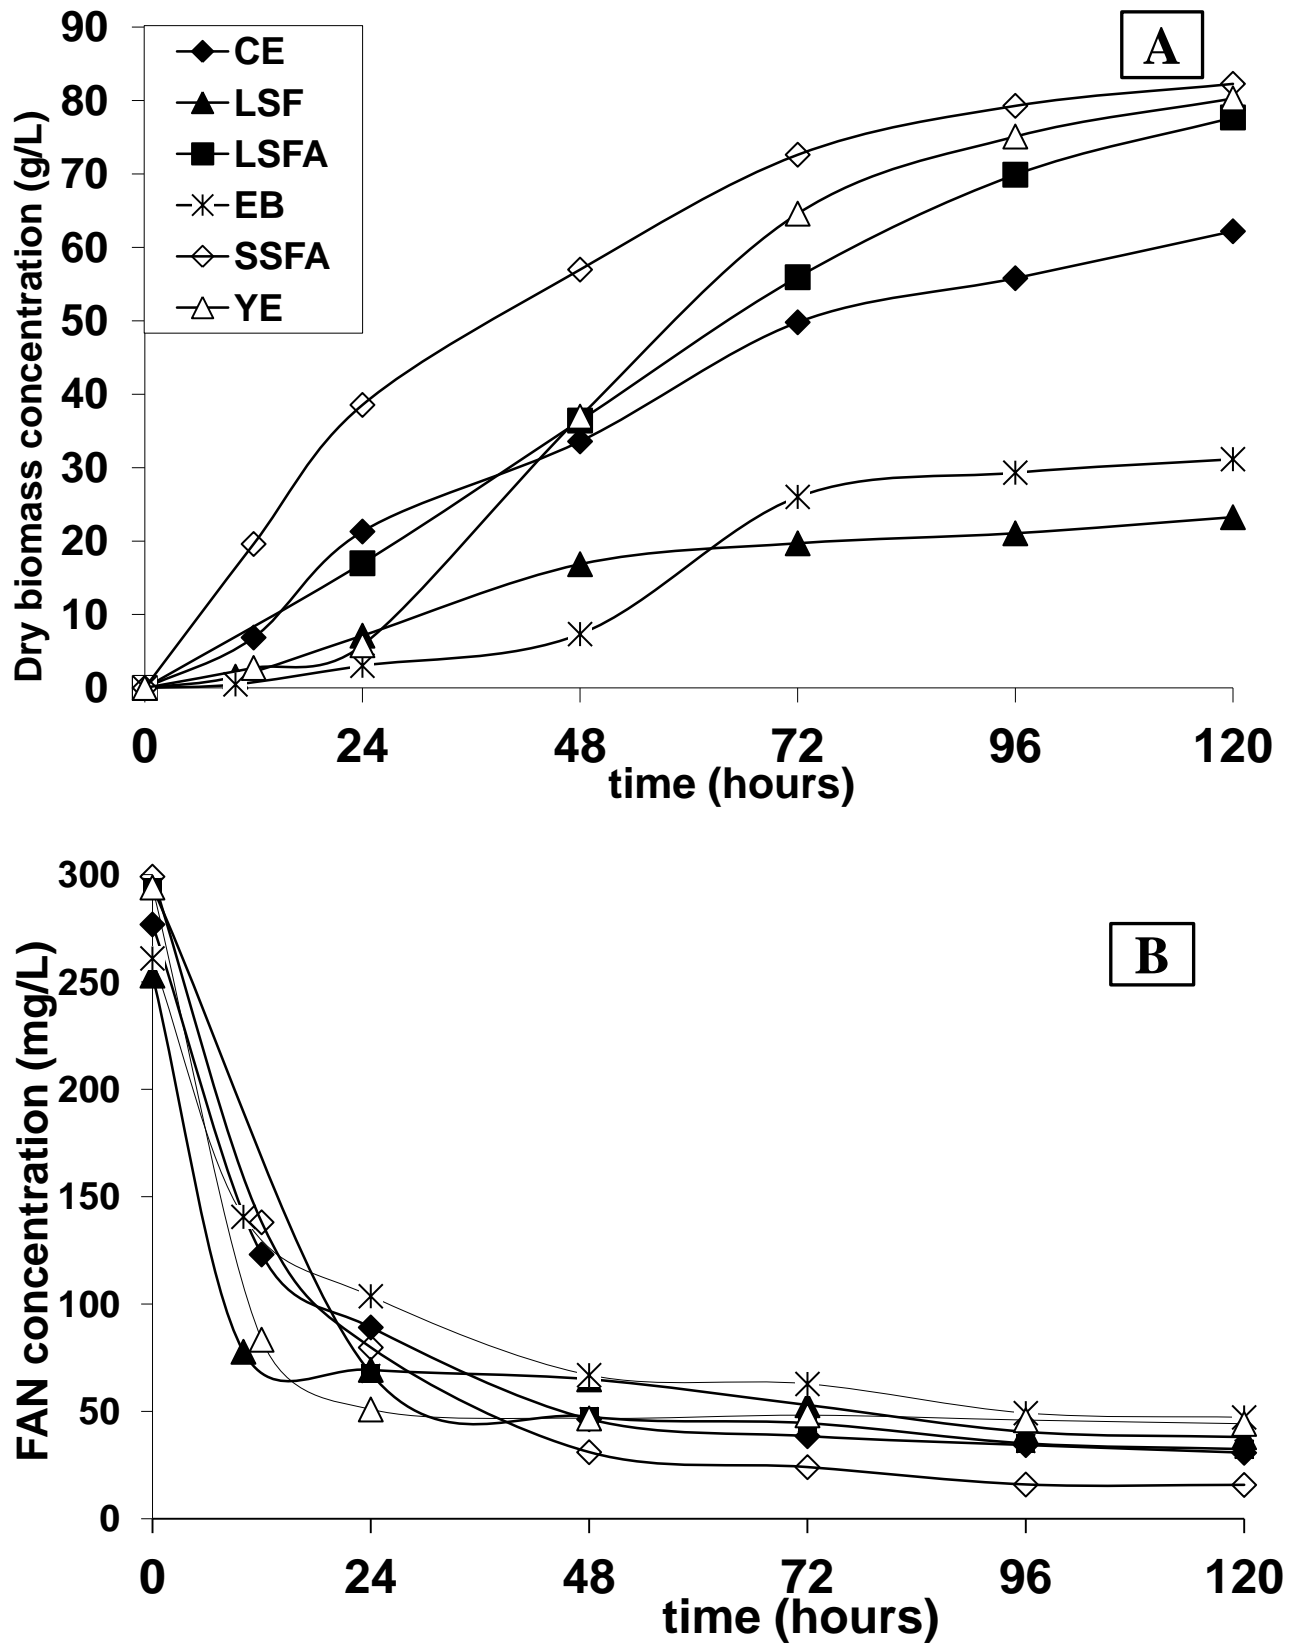 A
CE
LSF
LSFA
EB
SSFA
YE
Dry biomass concentration (g/L)
90
80
70
60
50
40
30
20
10
0
0 24 48 72 96 120
time (hours)
B
FAN concentration (mg/L)
300
250
200
150
100
50
0
0 24 48 72 96 120
time (hours)